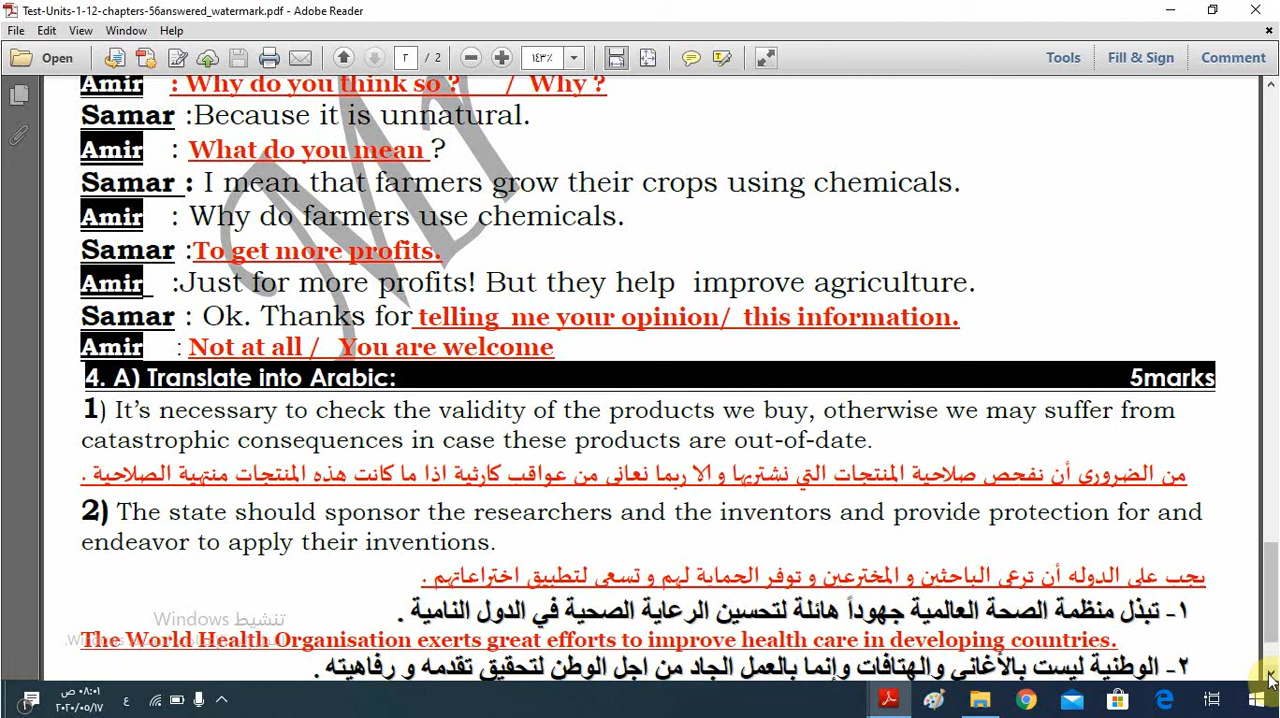 Test-Units-1-12-chapters-56answered_watermark.pdf - Adobe Reader
File Edit View Window Help
Open ٢ / 2 ١٤٣٪ Tools Fill & Sign Comment
Amir : Why do you think so ? / Why ?
Samar :Because it is unnatural.
Amir : What do you mean ?
Samar : I mean that farmers grow their crops using chemicals.
Amir : Why do farmers use chemicals.
Samar :To get more profits.
Amir :Just for more profits! But they help improve agriculture.
Samar : Ok. Thanks for telling me your opinion/ this information.
Amir : Not at all / You are welcome
4. A) Translate into Arabic: 5marks
1) It’s necessary to check the validity of the products we buy, otherwise we may suffer from
catastrophic consequences in case these products are out-of-date.
من الضرورى أن نفحص صلاحية المنتجات التي نشتريها و الا ربما نعانى من عواقب كارثية اذا ما كانت هذه المنتجات منتهية الصلاحية .
2) The state should sponsor the researchers and the inventors and provide protection for and
endeavor to apply their inventions.
يجب على الدوله أن ترعى الباحثين و المخترعين و توفر الحماية لهم و تسعى لتطبيق اختراعاتهم .
١- تبذل منظمة الصحة العالمية جهوداً هائلة لتحسين الرعاية الصحية في الدول النامية .
تنشيط Windows
The World Health Organisation exerts great efforts to improve health care in developing countries.
٢- الوطنية ليست بالأغاني والهتافات وإنما بالعمل الجاد من اجل الوطن لتحقيق تقدمه و رفاهيته .
٠٨:٠١ ص
٢٠٢٠/٠٥/١٧
ع